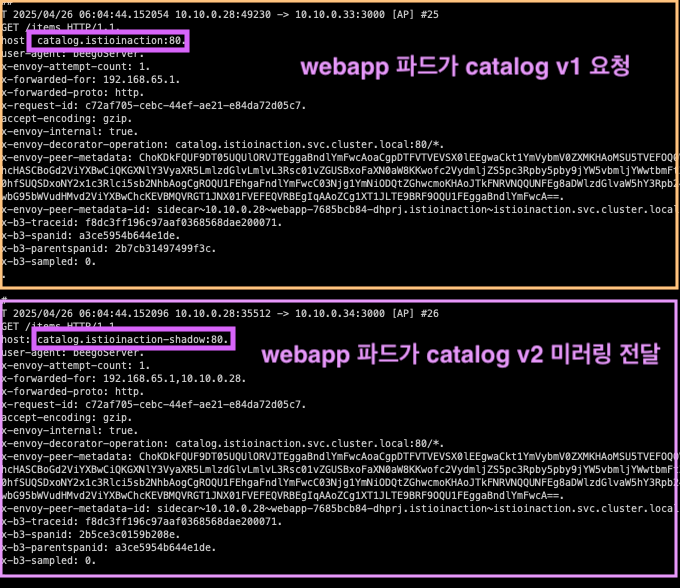 ##
T 2025/04/26 06:04:44.152054 10.10.0.28:49230 -> 10.10.0.33:3000 [AP] #25
GET /items HTTP/1.1.
host: catalog.istioinaction:80.
user-agent: beegoServer.
webapp 파드가 catalog v1 요청
x-envoy-attempt-count: 1.
x-forwarded-for: 192.168.65.1.
x-forwarded-proto: http.
x-request-id: c72af705-cebc-44ef-ae21-e84da72d05c7.
accept-encoding: gzip.
x-envoy-internal: true.
x-envoy-decorator-operation: catalog.istioinaction.svc.cluster.local:80/*.
x-envoy-peer-metadata:
x-envoy-peer-metadata-id: sidecar~10.10.0.28~webapp-7685bcb84-dhprj.istioinaction~istioinaction.svc.cluster.loca
x-b3-traceid: f8dc3ff196c97aaf0368568dae200071.
x-b3-spanid: a3ce5954b644e1de.
x-b3-parentspanid: 2b7cb31497499f3c.
x-b3-sampled: 0.
.
#
T 2025/04/26 06:04:44.152096 10.10.0.28:35512 -> 10.10.0.34:3000 [AP] #26
GET /items HTTP/1.1.
host: catalog.istioinaction-shadow:80.
user-agent: beegoServer.
webapp 파드가 catalog v2 미러링 전달
x-envoy-attempt-count: 1.
x-forwarded-for: 192.168.65.1,10.10.0.28.
x-forwarded-proto: http.
x-request-id: c72af705-cebc-44ef-ae21-e84da72d05c7.
accept-encoding: gzip.
x-envoy-internal: true.
x-envoy-decorator-operation: catalog.istioinaction.svc.cluster.local:80/*.
x-envoy-peer-metadata:
x-envoy-peer-metadata-id: sidecar~10.10.0.28~webapp-7685bcb84-dhprj.istioinaction~istioinaction.svc.cluster.loca
x-b3-traceid: f8dc3ff196c97aaf0368568dae200071.
x-b3-spanid: 2b5ce3c0159b208e.
x-b3-parentspanid: a3ce5954b644e1de.
x-b3-sampled: 0.